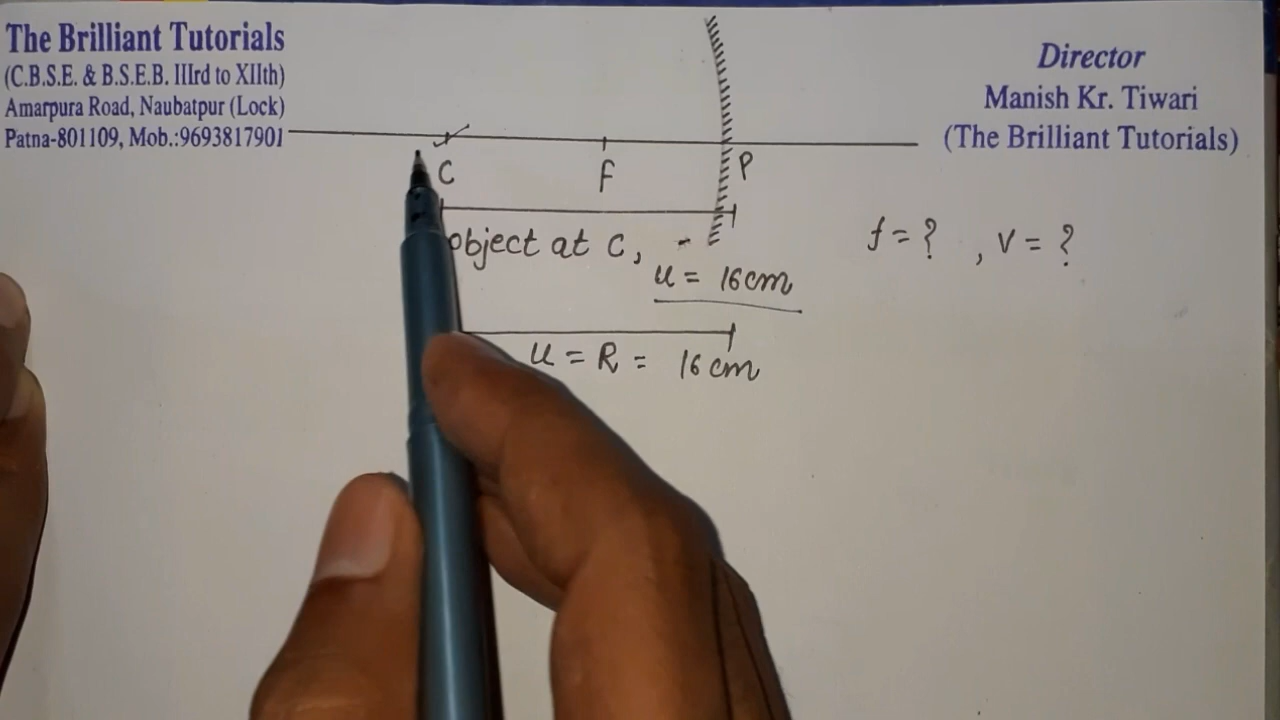 The Brilliant Tutorials
(C.B.S.E. & B.S.E.B. IIIrd to XIIth)
Amarpura Road, Naubatpur (Lock)
Patna-801109, Mob.:9693817901
Director
Manish Kr. Tiwari
(The Brilliant Tutorials)
C F P
object at C,
u = 16cm
f = ? , v = ?
u = R = 16 cm